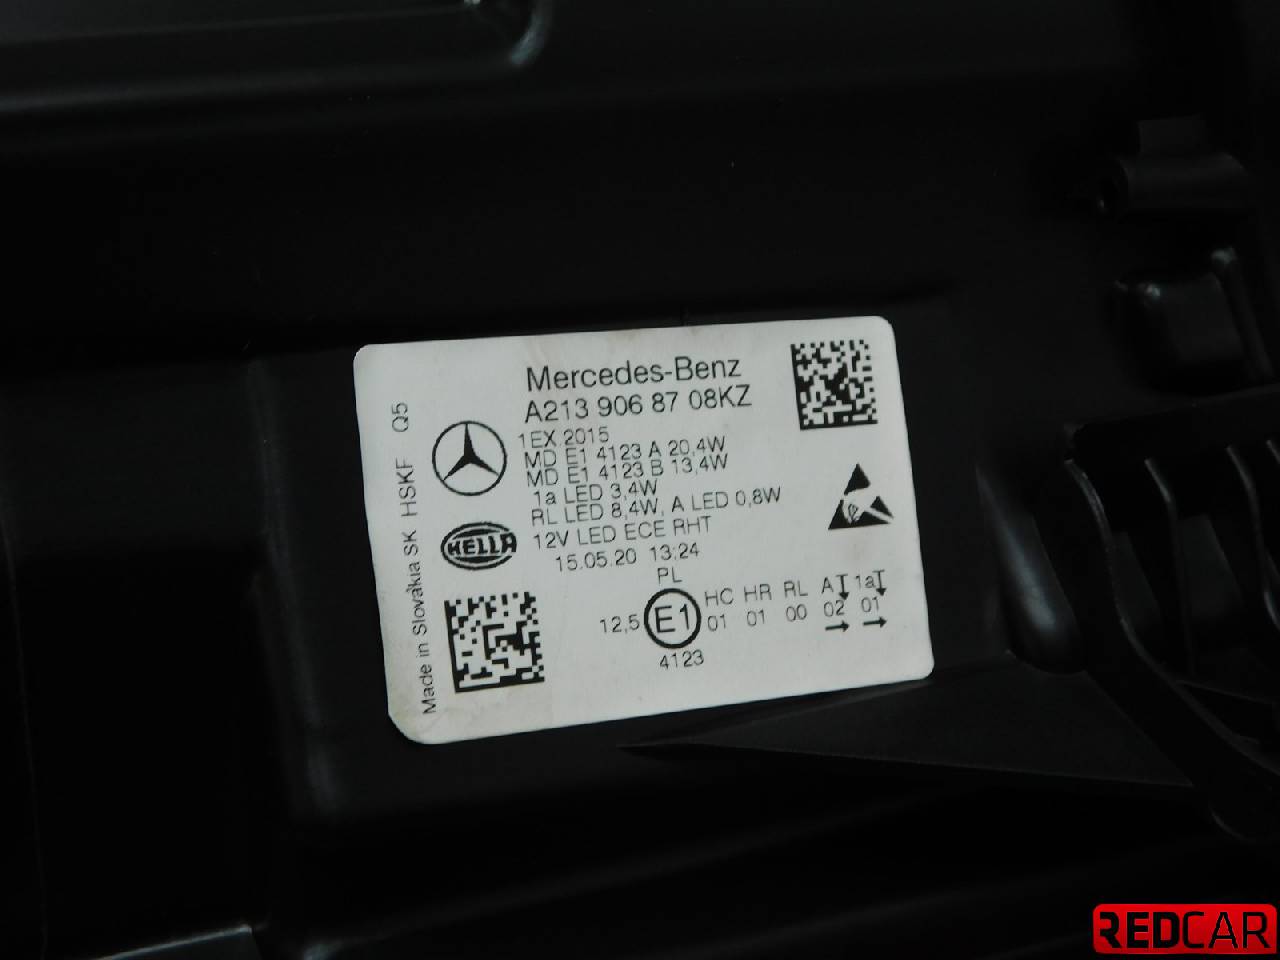 Mercedes-Benz
A213 906 87 08KZ
1EX 2015
MD E1 4123 A 20,4W
MD E1 4123 B 13,4W
1a LED 3,4W
RL LED 8,4W, A LED 0,8W
12V LED ECE RHT
15.05.20 13:24
PL
HC HR RL A 1a
12,5 E1 01 01 00 02 01
4123
HELLA
Made in Slovakia SK HSKF Q5
REDCAR